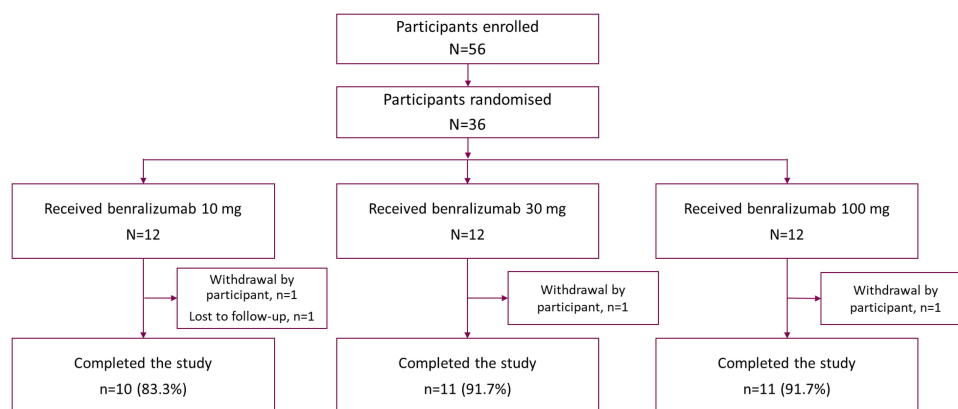 Participants enrolled
N=56
Participants randomised
N=36
Received benralizumab 10 mg
N=12
Received benralizumab 30 mg
N=12
Received benralizumab 100 mg
N=12
Withdrawal by
participant, n=1
Lost to follow-up, n=1
Withdrawal by
participant, n=1
Withdrawal by
participant, n=1
Completed the study
n=10 (83.3%)
Completed the study
n=11 (91.7%)
Completed the study
n=11 (91.7%)